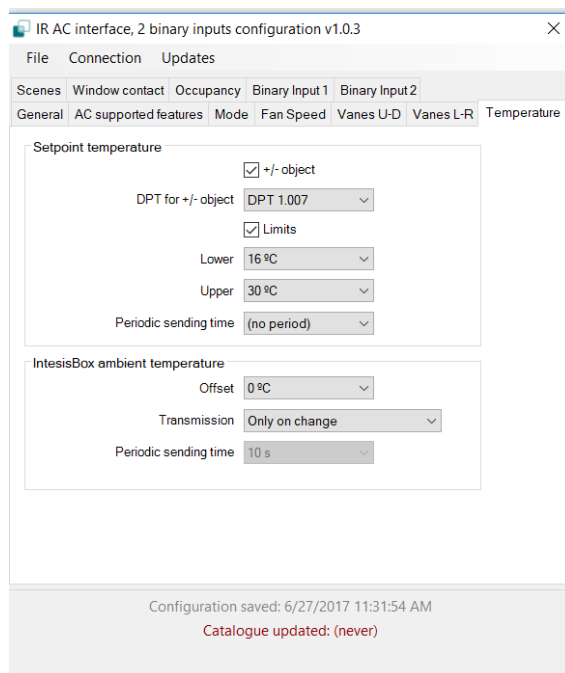 IR AC interface, 2 binary inputs configuration v1.0.3
File Connection Updates
Scenes Window contact Occupancy Binary Input 1 Binary Input 2
General AC supported features Mode Fan Speed Vanes U-D Vanes L-R Temperature
Setpoint temperature
+/- object
DPT for +/- object DPT 1.007
Limits
Lower 16 ºC
Upper 30 ºC
Periodic sending time (no period)
IntesisBox ambient temperature
Offset 0 ºC
Transmission Only on change
Periodic sending time 10 s
Configuration saved: 6/27/2017 11:31:54 AM
Catalogue updated: (never)